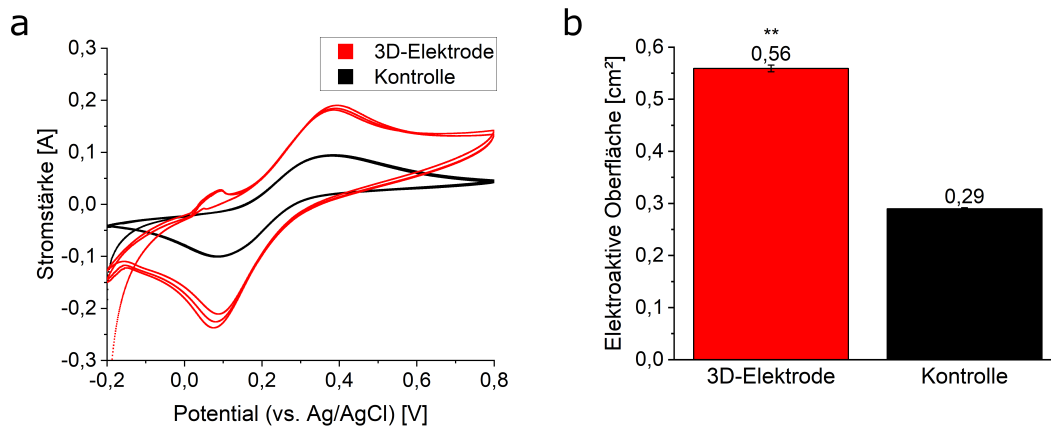 a
0,3
0,2
0,1
0,0
-0,1
-0,2
-0,3
Stromstärke [A]
3D-Elektrode
Kontrolle
-0,2 0,0 0,2 0,4 0,6 0,8
Potential (vs. Ag/AgCl) [V]
b
0,6
0,5
0,4
0,3
0,2
0,1
0,0
Elektroaktive Oberfläche [cm²]
**
0,56
0,29
3D-Elektrode Kontrolle